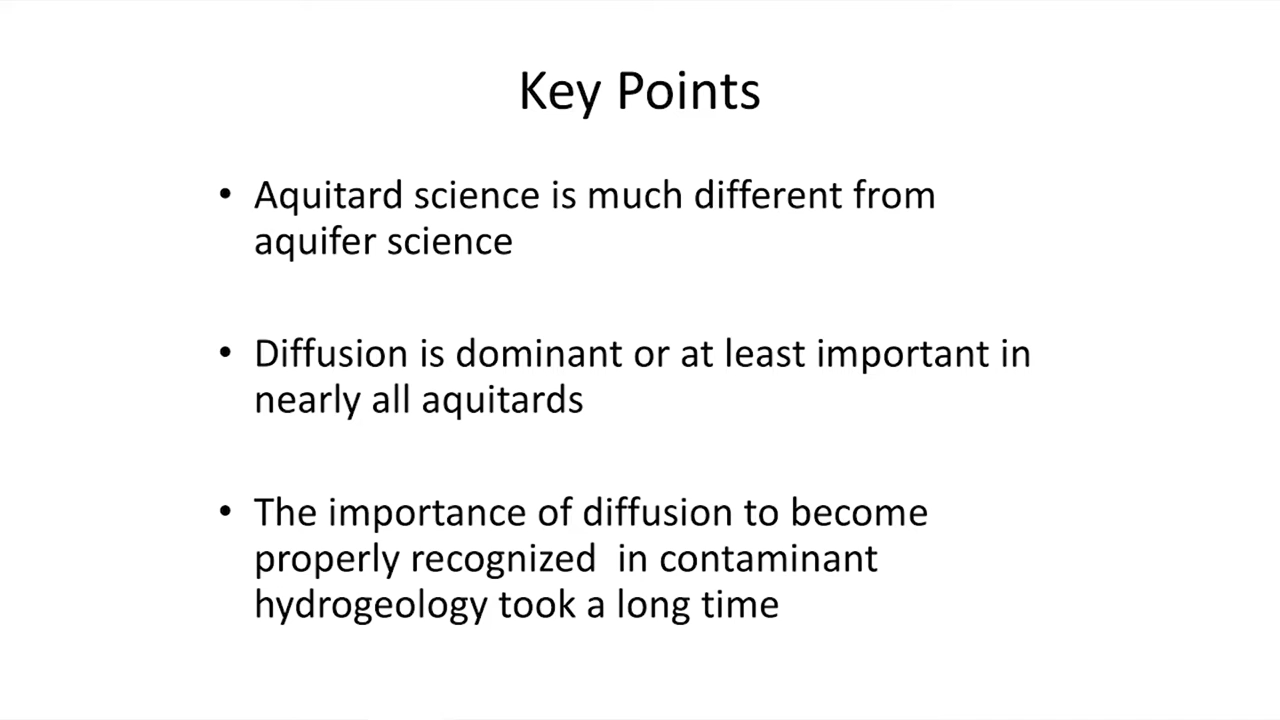 Key Points
• Aquitard science is much different from
aquifer science
• Diffusion is dominant or at least important in
nearly all aquitards
• The importance of diffusion to become
properly recognized  in contaminant
hydrogeology took a long time